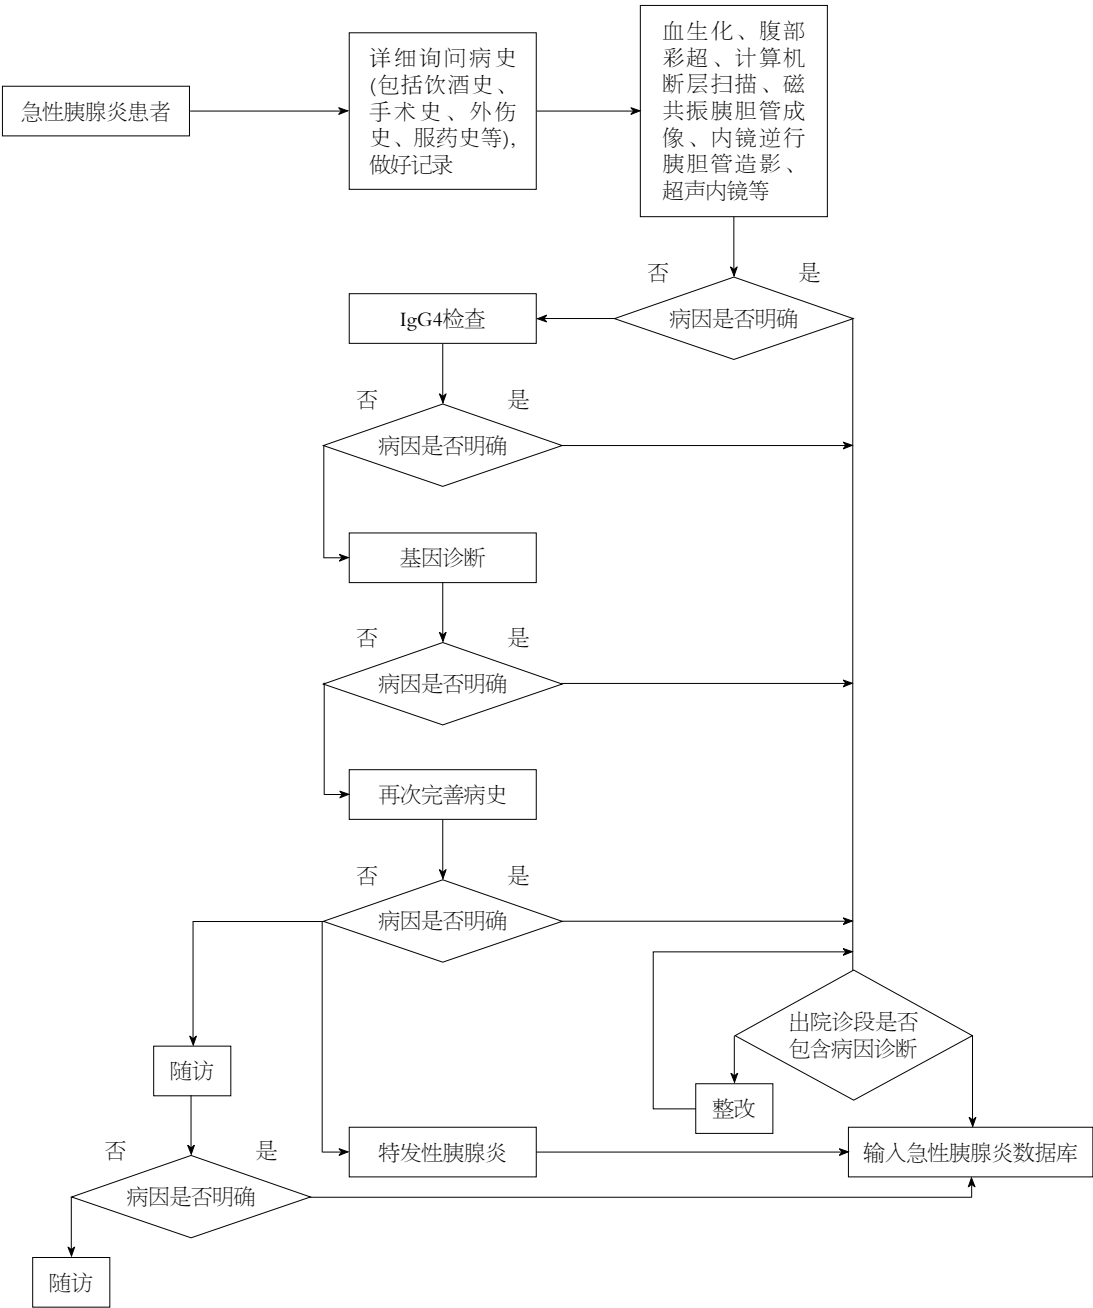 急性胰腺炎患者
详细询问病史
(包括饮酒史、
手术史、外伤
史、服药史等),
做好记录
血生化、腹部
彩超、计算机
断层扫描、磁
共振胰胆管成
像、内镜逆行
胰胆管造影、
超声内镜等
否
是
病因是否明确
IgG4检查
否
是
病因是否明确
基因诊断
否
是
病因是否明确
再次完善病史
否
是
病因是否明确
出院诊段是否
包含病因诊断
随访
整改
否
是
特发性胰腺炎
输入急性胰腺炎数据库
病因是否明确
随访